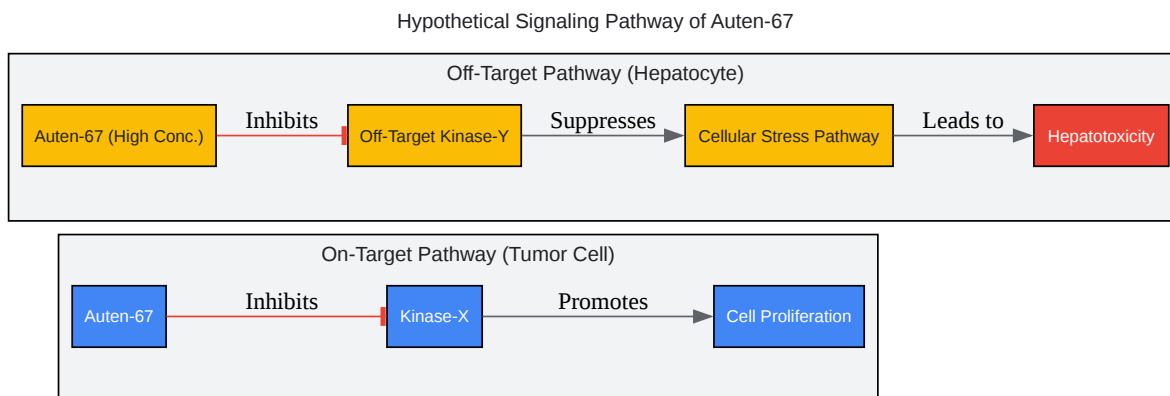 Hypothetical Signaling Pathway of Auten-67
Off-Target Pathway (Hepatocyte)
Auten-67 (High Conc.)
Inhibits
Off-Target Kinase-Y
Suppresses
Cellular Stress Pathway
Leads to
Hepatotoxicity
On-Target Pathway (Tumor Cell)
Auten-67
Inhibits
Kinase-X
Promotes
Cell Proliferation